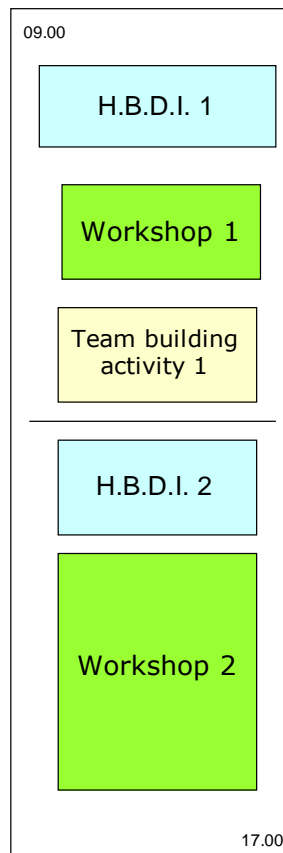 09.00
H.B.D.I. 1
Workshop 1
Team building
activity 1
H.B.D.I. 2
Workshop 2
17.00